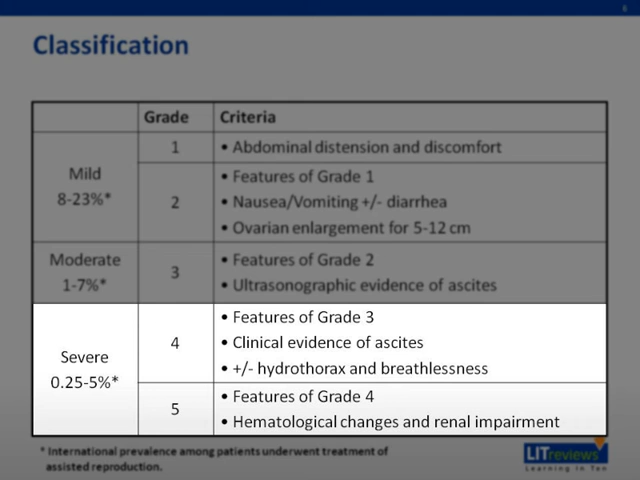 8
Classification
Grade Criteria
Mild
8-23%*
1
• Abdominal distension and discomfort
2
• Features of Grade 1
• Nausea/Vomiting +/- diarrhea
• Ovarian enlargement for 5-12 cm
Moderate
1-7%*
3
• Features of Grade 2
• Ultrasonographic evidence of ascites
Severe
0.25-5%*
4
• Features of Grade 3
• Clinical evidence of ascites
• +/- hydrothorax and breathlessness
5
• Features of Grade 4
• Hematological changes and renal impairment
* International prevalence among patients underwent treatment of
assisted reproduction.
LITreviews
Learning in Ten